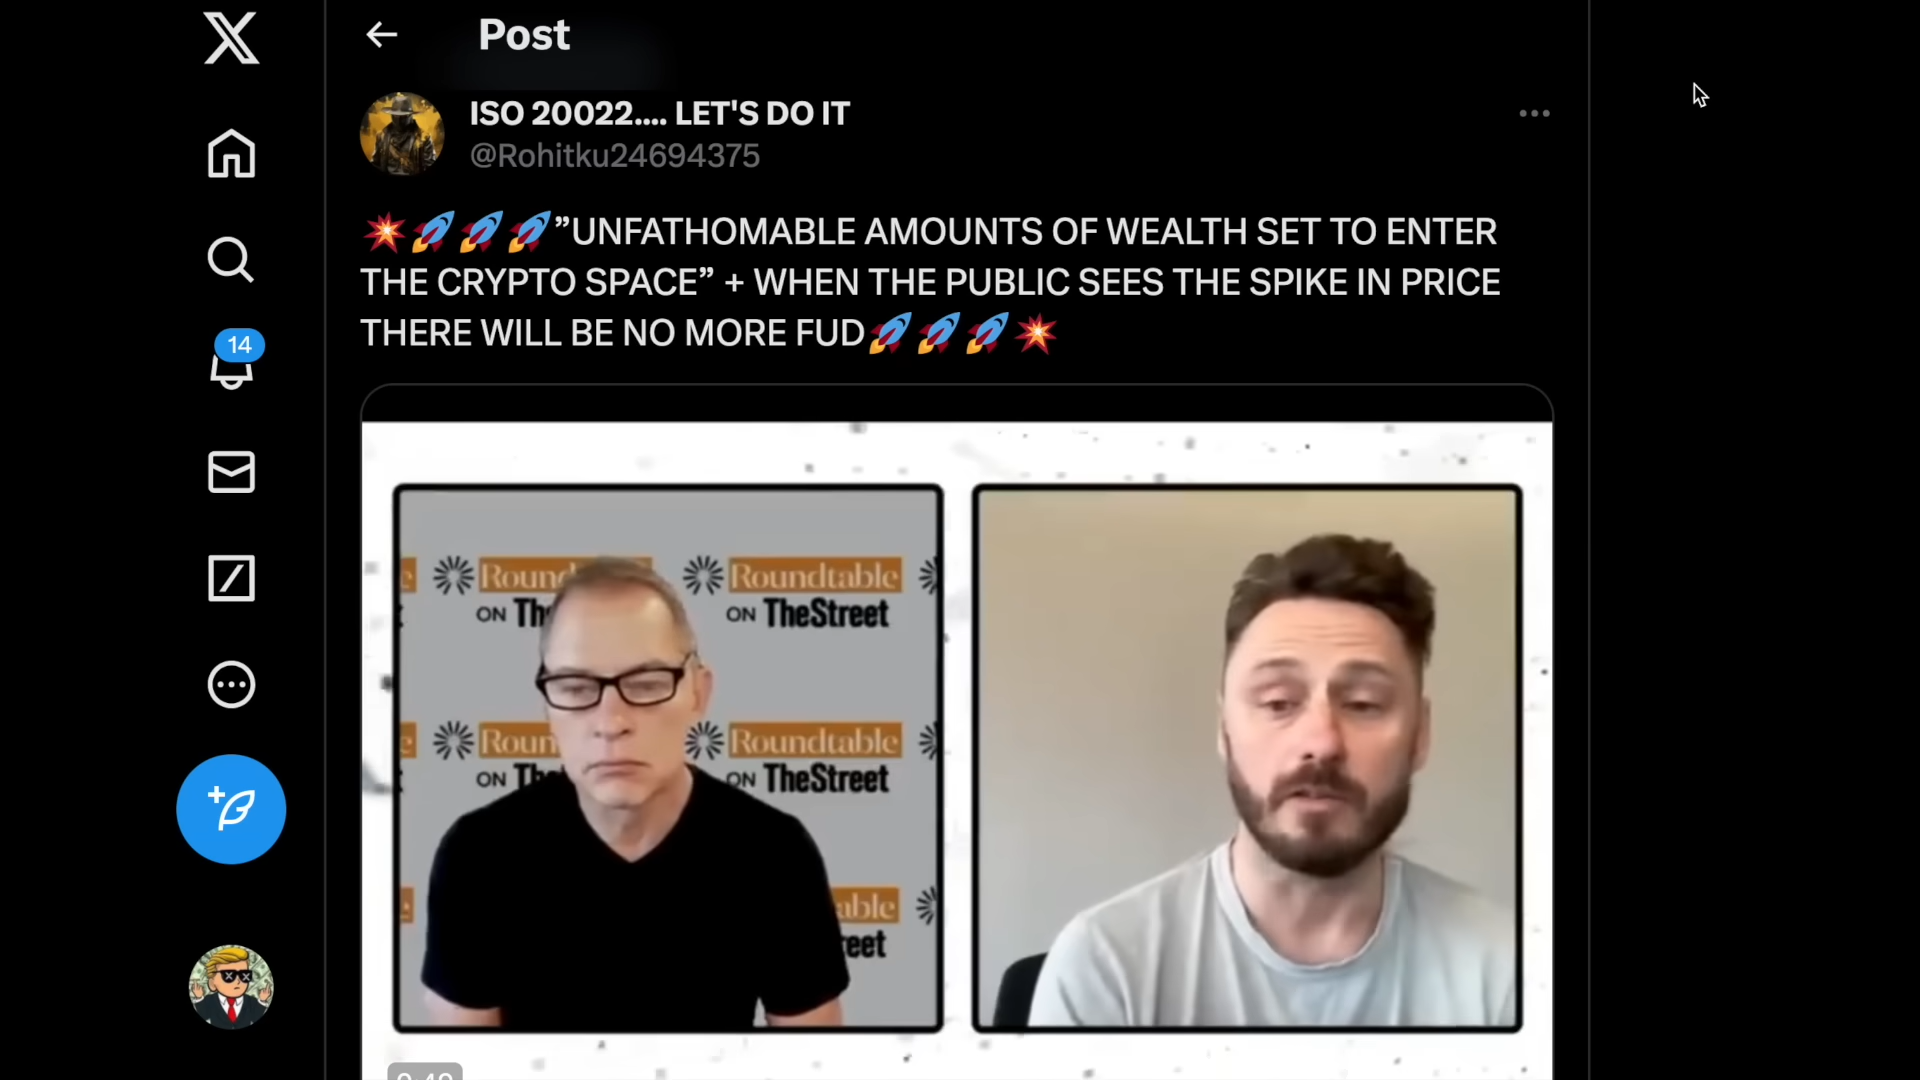 Post
ISO 20022.... LET'S DO IT
@Rohitku24694375
💥🚀🚀🚀”UNFATHOMABLE AMOUNTS OF WEALTH SET TO ENTER
THE CRYPTO SPACE” + WHEN THE PUBLIC SEES THE SPIKE IN PRICE
THERE WILL BE NO MORE FUD🚀🚀🚀💥
14
Roundtable
ON TheStreet
Roundtable
ON TheStreet